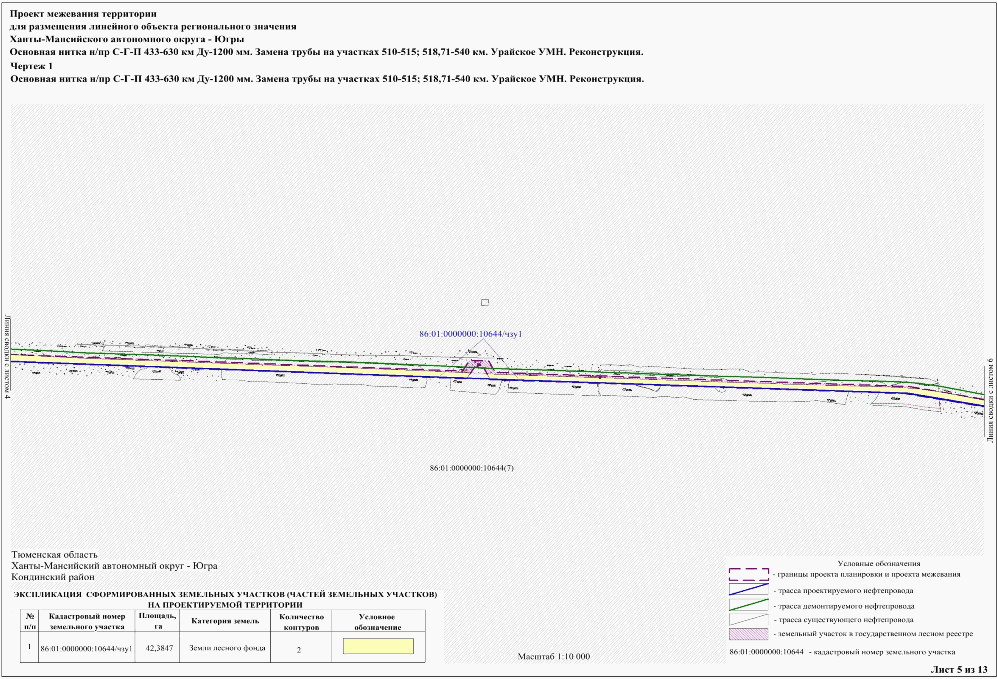 Проект межевания территории
для размещения линейного объекта регионального значения
Ханты-Мансийского автономного округа - Югры
Основная нитка н/пр С-Г-П 433-630 км Ду-1200 мм. Замена трубы на участках 510-515; 518,71-540 км. Урайское УМН. Реконструкция.
Чертеж 1
Основная нитка н/пр С-Г-П 433-630 км Ду-1200 мм. Замена трубы на участках 510-515; 518,71-540 км. Урайское УМН. Реконструкция.
86:01:0000000:10644/чзу1
Линия сводки с листом 4
Линия сводки с листом 6
86:01:0000000:10644(7)
Тюменская область
Ханты-Мансийский автономный округ - Югра
Кондинский район
ЭКСПЛИКАЦИЯ СФОРМИРОВАННЫХ ЗЕМЕЛЬНЫХ УЧАСТКОВ (ЧАСТЕЙ ЗЕМЕЛЬНЫХ УЧАСТКОВ)
НА ПРОЕКТИРУЕМОЙ ТЕРРИТОРИИ
№ п/п Кадастровый номер земельного участка Площадь, га Категория земель Количество контуров Условное обозначение
1 86:01:0000000:10644/чзу1 42,3847 Земли лесного фонда 2
Масштаб 1:10 000
Условные обозначения
- границы проекта планировки и проекта межевания
- трасса проектируемого нефтепровода
- трасса демонтируемого нефтепровода
- трасса существующего нефтепровода
- земельный участок в государственном лесном реестре
86:01:0000000:10644 - кадастровый номер земельного участка
Лист 5 из 13